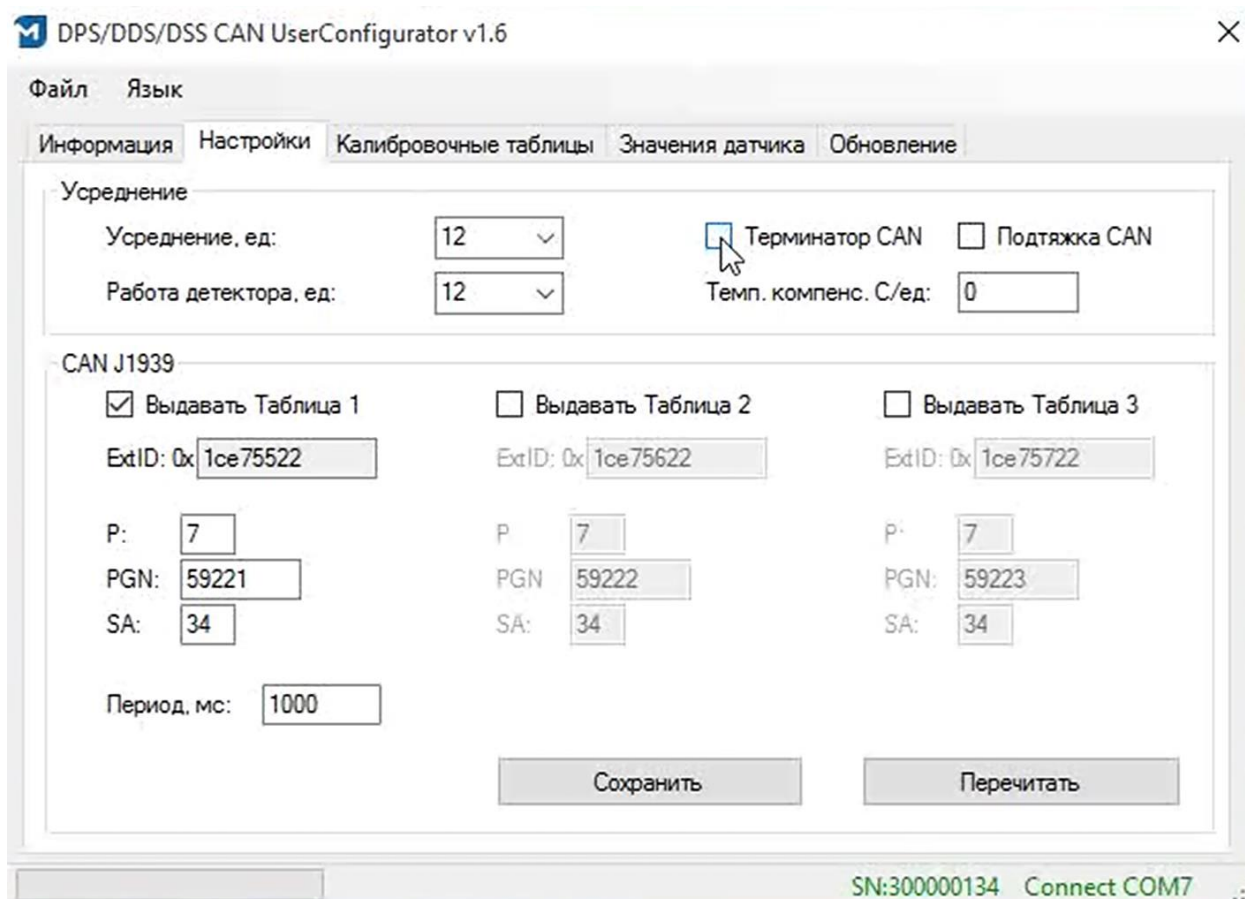 DPS/DDS/DSS CAN UserConfigurator v1.6
Файл Язык
Информация Настройки Калибровочные таблицы Значения датчика Обновление
Усреднение
Усреднение, ед: 12 Терминатор CAN Подтяжка CAN
Работа детектора, ед: 12 Темп. компенс. С/ед: 0
CAN J1939
Выдавать Таблица 1 Выдавать Таблица 2 Выдавать Таблица 3
ExtID: 0x 1ce75522 ExtID: 0x 1ce75622 ExtID: 0x 1ce75722
P: 7 P 7 P: 7
PGN: 59221 PGN 59222 PGN: 59223
SA: 34 SA: 34 SA: 34
Период, мс: 1000
Сохранить Перечитать
SN:300000134 Connect COM7